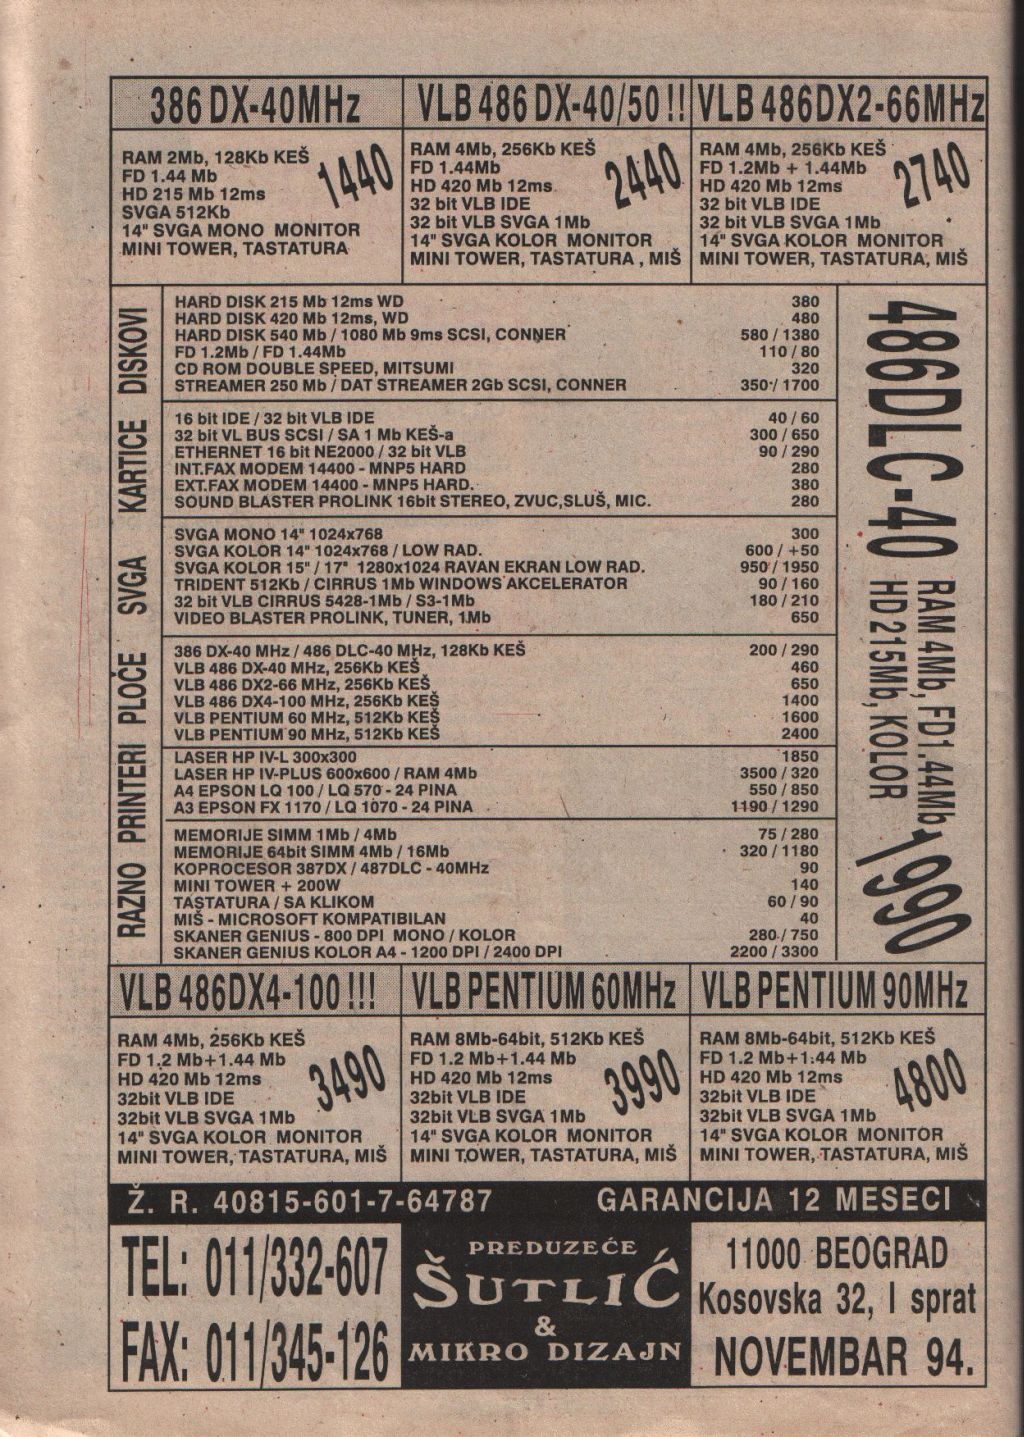 386 DX-40MHz
RAM 2Mb, 128Kb KEŠ
FD 1.44 Mb
HD 215 Mb 12ms
SVGA 512Kb
14" SVGA MONO MONITOR
MINI TOWER, TASTATURA
1440
VLB 486 DX-40/50 !!
RAM 4Mb, 256Kb KEŠ
FD 1.44Mb
HD 420 Mb 12ms
32 bit VLB IDE
32 bit VLB SVGA 1Mb
14" SVGA KOLOR MONITOR
MINI TOWER, TASTATURA , MIŠ
2440
VLB 486DX2-66MHz
RAM 4Mb, 256Kb KEŠ
FD 1.2Mb + 1.44Mb
HD 420 Mb 12ms
32 bit VLB IDE
32 bit VLB SVGA 1Mb
14" SVGA KOLOR MONITOR
MINI TOWER, TASTATURA, MIŠ
2740
DISKOVI
HARD DISK 215 Mb 12ms WD 380
HARD DISK 420 Mb 12ms, WD 480
HARD DISK 540 Mb / 1080 Mb 9ms SCSI, CONNER 580 / 1380
FD 1.2Mb / FD 1.44Mb 110 / 80
CD ROM DOUBLE SPEED, MITSUMI 320
STREAMER 250 Mb / DAT STREAMER 2Gb SCSI, CONNER 350 / 1700
KARTICE
16 bit IDE / 32 bit VLB IDE 40 / 60
32 bit VL BUS SCSI / SA 1 Mb KEŠ-a 300 / 650
ETHERNET 16 bit NE2000 / 32 bit VLB 90 / 290
INT.FAX MODEM 14400 - MNP5 HARD 280
EXT.FAX MODEM 14400 - MNP5 HARD. 380
SOUND BLASTER PROLINK 16bit STEREO, ZVUC,SLUŠ, MIC. 280
SVGA
SVGA MONO 14" 1024x768 300
SVGA KOLOR 14" 1024x768 / LOW RAD. 600 / +50
SVGA KOLOR 15" / 17" 1280x1024 RAVAN EKRAN LOW RAD. 950 / 1950
TRIDENT 512Kb / CIRRUS 1Mb WINDOWS AKCELERATOR 90 / 160
32 bit VLB CIRRUS 5428-1Mb / S3-1Mb 180 / 210
VIDEO BLASTER PROLINK, TUNER, 1Mb 650
PLOČE
386 DX-40 MHz / 486 DLC-40 MHz, 128Kb KEŠ 200 / 290
VLB 486 DX-40 MHz, 256Kb KEŠ 460
VLB 486 DX2-66 MHz, 256Kb KEŠ 650
VLB 486 DX4-100 MHz, 256Kb KEŠ 1400
VLB PENTIUM 60 MHz, 512Kb KEŠ 1600
VLB PENTIUM 90 MHz, 512Kb KEŠ 2400
PRINTERI
LASER HP IV-L 300x300 1850
LASER HP IV-PLUS 600x600 / RAM 4Mb 3500 / 320
A4 EPSON LQ 100 / LQ 570 - 24 PINA 550 / 850
A3 EPSON FX 1170 / LQ 1070 - 24 PINA 1190 / 1290
RAZNO
MEMORIJE SIMM 1Mb / 4Mb 75 / 280
MEMORIJE 64bit SIMM 4Mb / 16Mb 320 / 1180
KOPROCESOR 387DX / 487DLC - 40MHz 90
MINI TOWER + 200W 140
TASTATURA / SA KLIKOM 60 / 90
MIŠ - MICROSOFT KOMPATIBILAN 40
SKANER GENIUS - 800 DPI MONO / KOLOR 280 / 750
SKANER GENIUS KOLOR A4 - 1200 DPI / 2400 DPI 2200 / 3300
486DLC-40
RAM 4Mb, FD1.44Mb
HD 215Mb, KOLOR
1990
VLB 486DX4-100 !!!
RAM 4Mb, 256Kb KEŠ
FD 1.2 Mb+1.44 Mb
HD 420 Mb 12ms
32bit VLB IDE
32bit VLB SVGA 1Mb
14" SVGA KOLOR MONITOR
MINI TOWER, TASTATURA, MIŠ
3490
VLB PENTIUM 60MHz
RAM 8Mb-64bit, 512Kb KEŠ
FD 1.2 Mb+1.44 Mb
HD 420 Mb 12ms
32bit VLB IDE
32bit VLB SVGA 1Mb
14" SVGA KOLOR MONITOR
MINI TOWER, TASTATURA, MIŠ
3990
VLB PENTIUM 90MHz
RAM 8Mb-64bit, 512Kb KEŠ
FD 1.2 Mb+1.44 Mb
HD 420 Mb 12ms
32bit VLB IDE
32bit VLB SVGA 1Mb
14" SVGA KOLOR MONITOR
MINI TOWER, TASTATURA, MIŠ
4800
Ž. R. 40815-601-7-64787 GARANCIJA 12 MESECI
TEL: 011/332-607
FAX: 011/345-126
PREDUZEĆE
ŠUTLIĆ
&
MIKRO DIZAJN
11000 BEOGRAD
Kosovska 32, I sprat
NOVEMBAR 94.